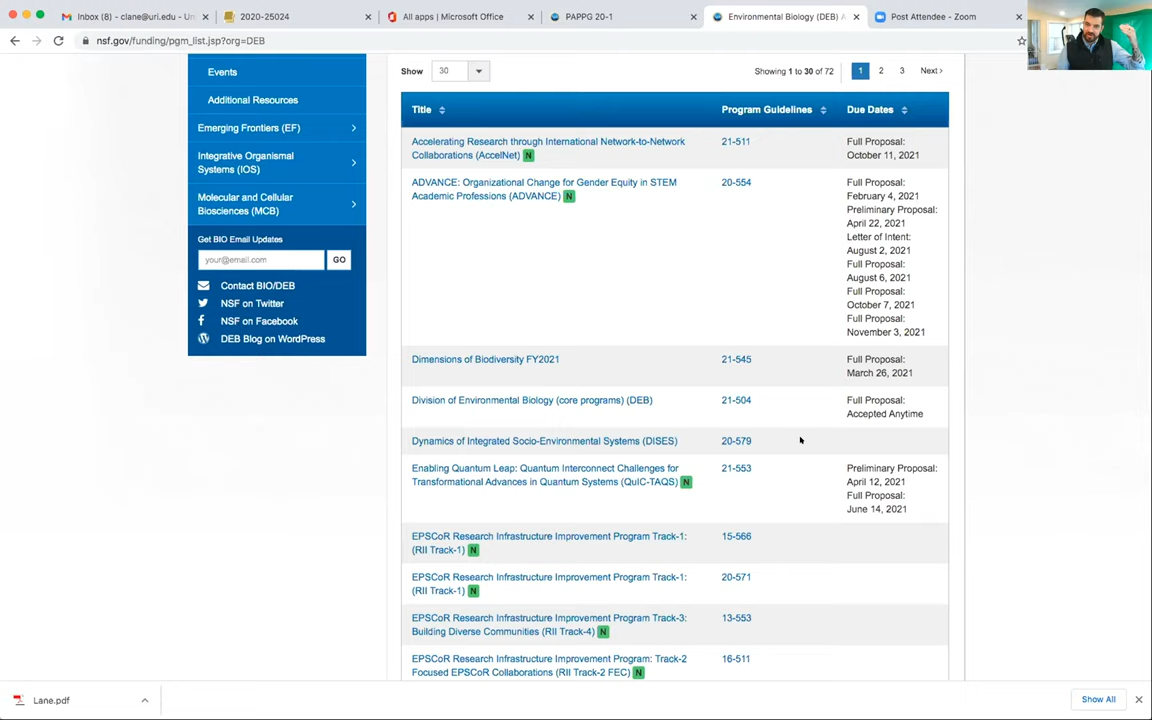 Inbox (8) - clane@uri.edu - Un
2020-25024
All apps | Microsoft Office
PAPPG 20-1
Environmental Biology (DEB) A
Post Attendee - Zoom
nsf.gov/funding/pgm_list.jsp?org=DEB
Events
Additional Resources
Emerging Frontiers (EF)
Integrative Organismal
Systems (IOS)
Molecular and Cellular
Biosciences (MCB)
Get BIO Email Updates
your@email.com GO
Contact BIO/DEB
NSF on Twitter
NSF on Facebook
DEB Blog on WordPress
Show 30 Showing 1 to 30 of 72 1 2 3 Next ›
Title Program Guidelines Due Dates
Accelerating Research through International Network-to-Network 21-511 Full Proposal:
Collaborations (AccelNet) N October 11, 2021
ADVANCE: Organizational Change for Gender Equity in STEM 20-554 Full Proposal:
Academic Professions (ADVANCE) N February 4, 2021
Preliminary Proposal:
April 22, 2021
Letter of Intent:
August 2, 2021
Full Proposal:
August 6, 2021
Full Proposal:
October 7, 2021
Full Proposal:
November 3, 2021
Dimensions of Biodiversity FY2021 21-545 Full Proposal:
March 26, 2021
Division of Environmental Biology (core programs) (DEB) 21-504 Full Proposal:
Accepted Anytime
Dynamics of Integrated Socio-Environmental Systems (DISES) 20-579
Enabling Quantum Leap: Quantum Interconnect Challenges for 21-553 Preliminary Proposal:
Transformational Advances in Quantum Systems (QuIC-TAQS) N April 12, 2021
Full Proposal:
June 14, 2021
EPSCoR Research Infrastructure Improvement Program Track-1: 15-566
(RII Track-1) N
EPSCoR Research Infrastructure Improvement Program Track-1: 20-571
(RII Track-1) N
EPSCoR Research Infrastructure Improvement Program Track-3: 13-553
Building Diverse Communities (RII Track-4) N
EPSCoR Research Infrastructure Improvement Program: Track-2 16-511
Focused EPSCoR Collaborations (RII Track-2 FEC) N
Lane.pdf
Show All